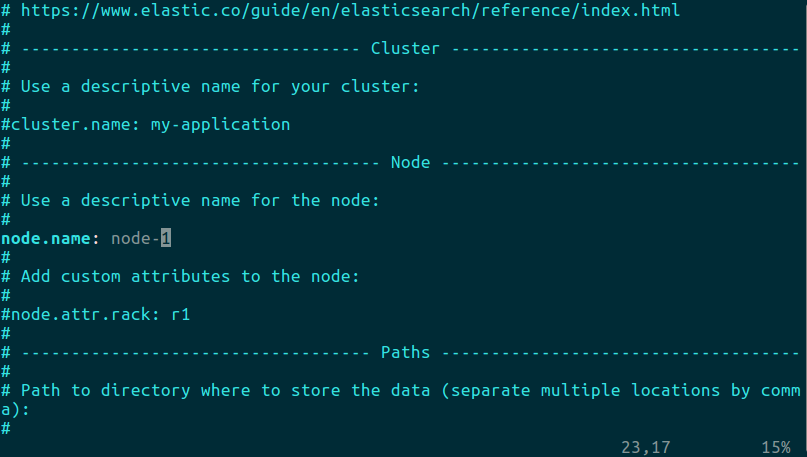 # https://www.elastic.co/guide/en/elasticsearch/reference/index.html
#
# ---------------------------------- Cluster -----------------------------------
#
# Use a descriptive name for your cluster:
#
#cluster.name: my-application
#
# ------------------------------------ Node ------------------------------------
#
# Use a descriptive name for the node:
#
node.name: node-1
#
# Add custom attributes to the node:
#
#node.attr.rack: r1
#
# ----------------------------------- Paths ------------------------------------
#
# Path to directory where to store the data (separate multiple locations by comm
a):
#
23,17 15%